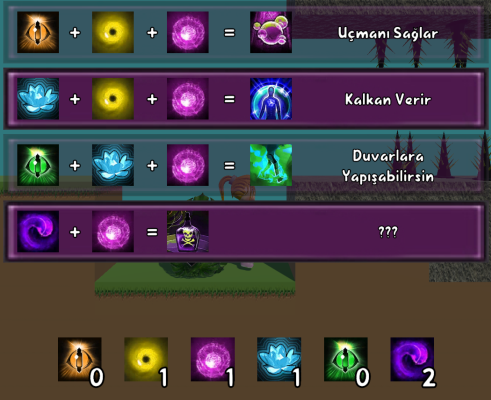 + + = Uçmanı Sağlar
+ + = Kalkan Verir
+ + = Duvarlara
Yapışabilirsin
+ = ???
0 1 1 1 0 2